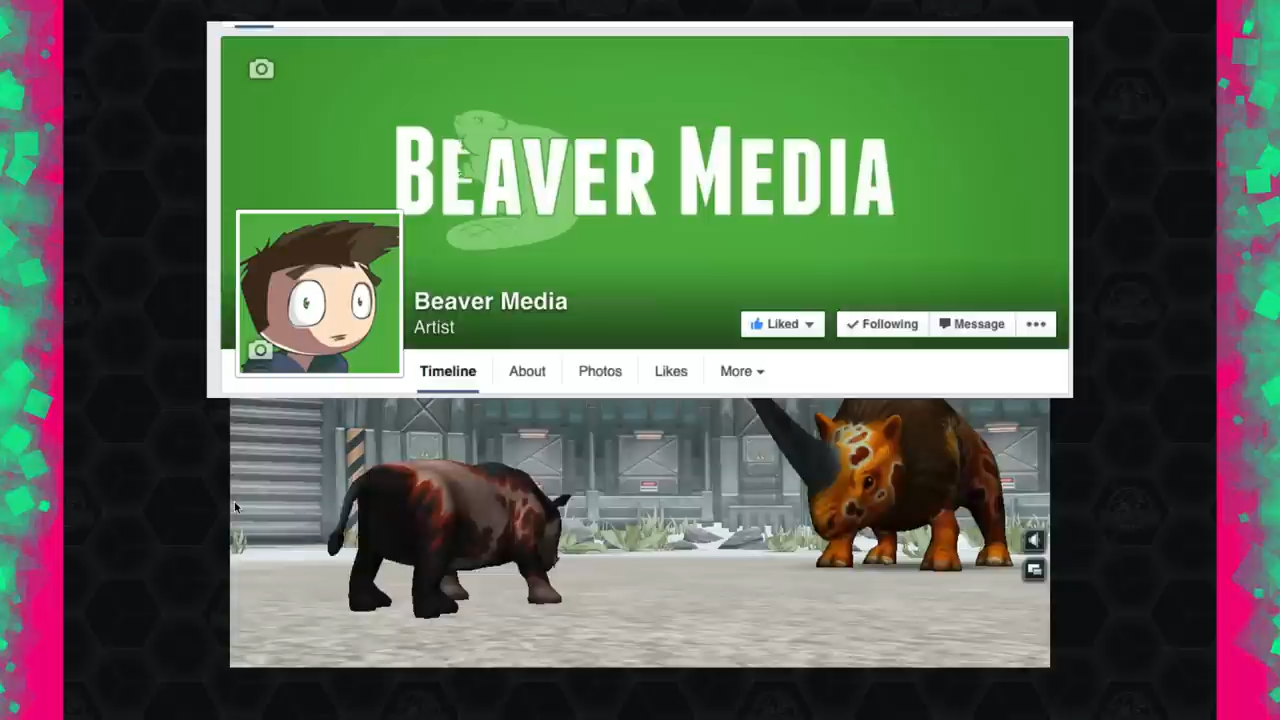 BEAVER MEDIA
Beaver Media
Artist
Liked
Following
Message
Timeline
About
Photos
Likes
More